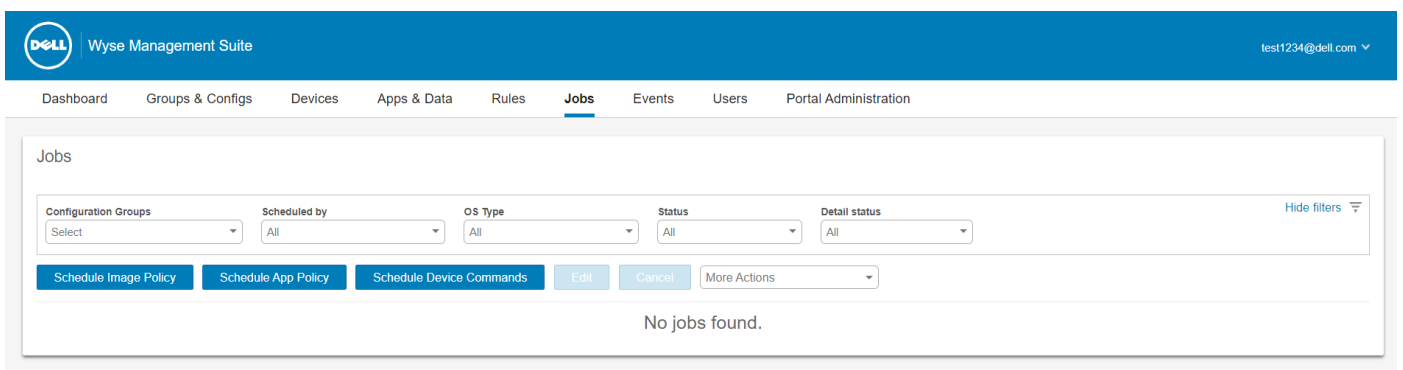 DELL Wyse Management Suite test1234@dell.com
Dashboard Groups & Configs Devices Apps & Data Rules Jobs Events Users Portal Administration
Jobs
Hide filters
Configuration Groups Scheduled by OS Type Status Detail status
Select All All All All
Schedule Image Policy Schedule App Policy Schedule Device Commands Edit Cancel More Actions
No jobs found.